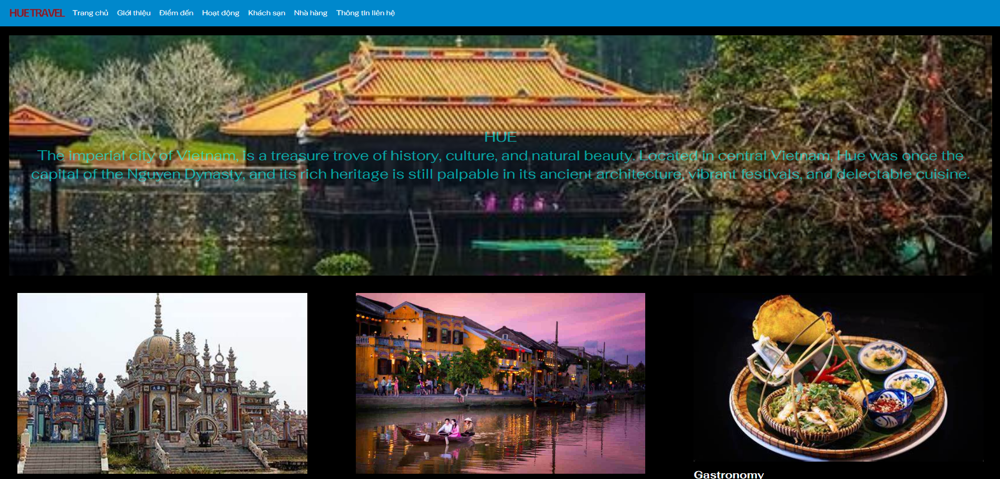 HUETRAVEL Trang chủ Giới thiệu Điểm đến Hoạt động Khách sạn Nhà hàng Thông tin liên hệ
HUE
The imperial city of Vietnam, is a treasure trove of history, culture, and natural beauty. Located in central Vietnam, Hue was once the
capital of the Nguyen Dynasty, and its rich heritage is still palpable in its ancient architecture, vibrant festivals, and delectable cuisine.
Gastronomy